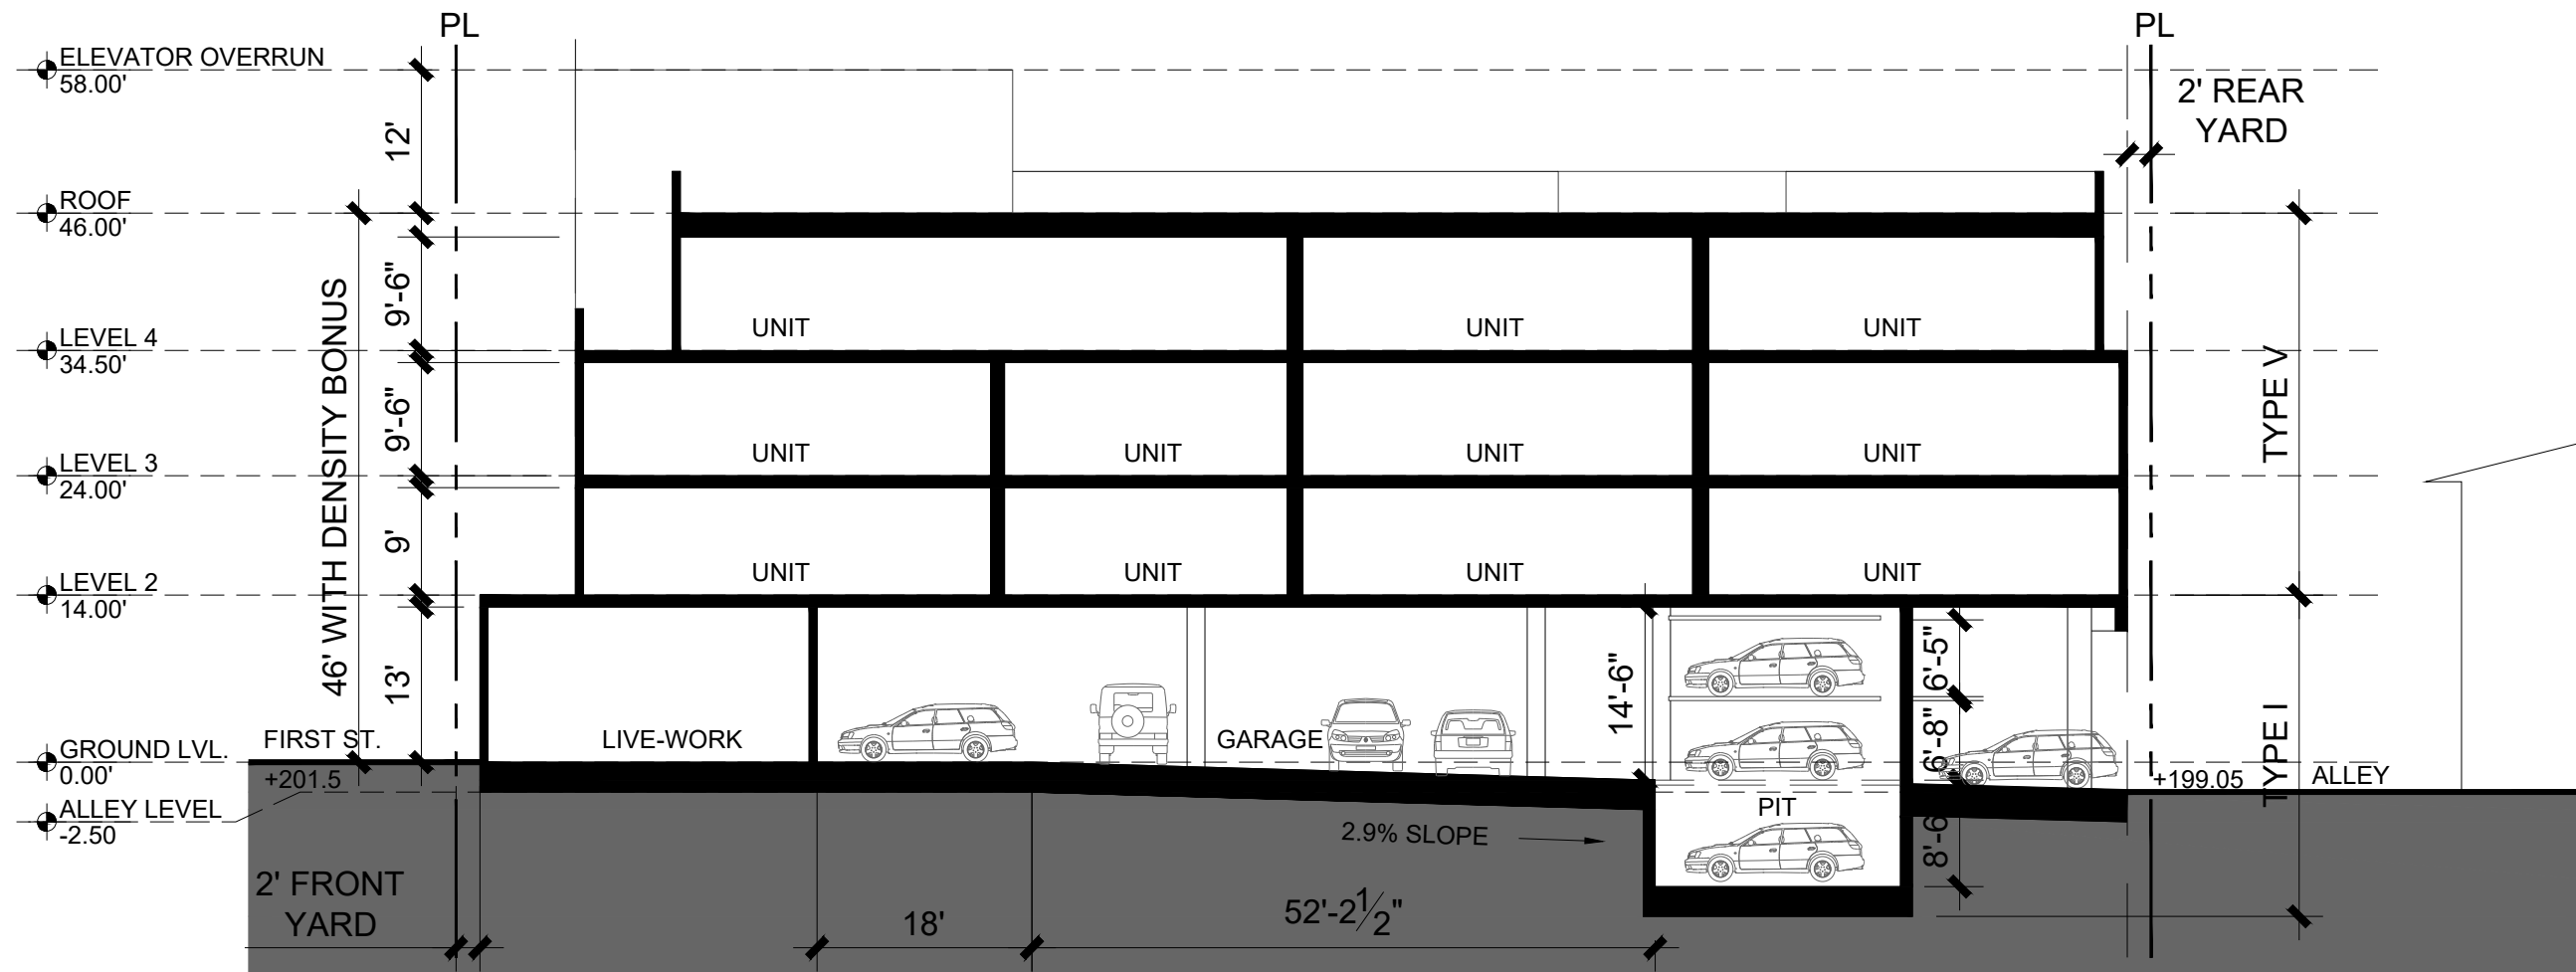 PL
PL
ELEVATOR OVERRUN
58.00'
2' REAR
YARD
12'
ROOF
46.00'
46' WITH DENSITY BONUS
9'-6"
UNIT
UNIT
UNIT
LEVEL 4
34.50'
TYPE V
9'-6"
UNIT
UNIT
UNIT
UNIT
LEVEL 3
24.00'
9'
UNIT
UNIT
UNIT
UNIT
LEVEL 2
14.00'
13'
14'-6"
6'-5"
6'-8"
TYPE I
GROUND LVL.
0.00'
FIRST ST.
LIVE-WORK
GARAGE
+201.5
+199.05
ALLEY
ALLEY LEVEL
-2.50
PIT
2.9% SLOPE
8'-6
2' FRONT
YARD
18'
52'-2 1/2"